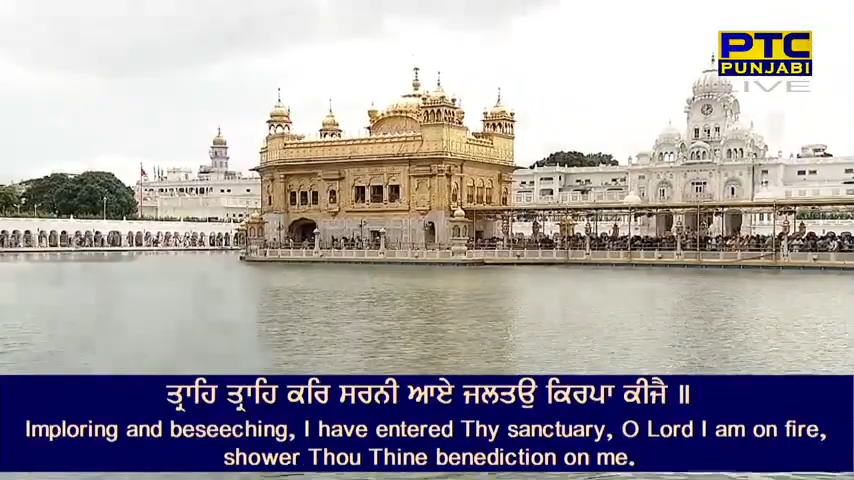 PTC
PUNJABI
LIVE
ਤ੍ਰਾਹਿ ਤ੍ਰਾਹਿ ਕਰਿ ਸਰਨੀ ਆਏ ਜਲਤਉ ਕਿਰਪਾ ਕੀਜੈ ॥
Imploring and beseeching, I have entered Thy sanctuary, O Lord I am on fire,
shower Thou Thine benediction on me.